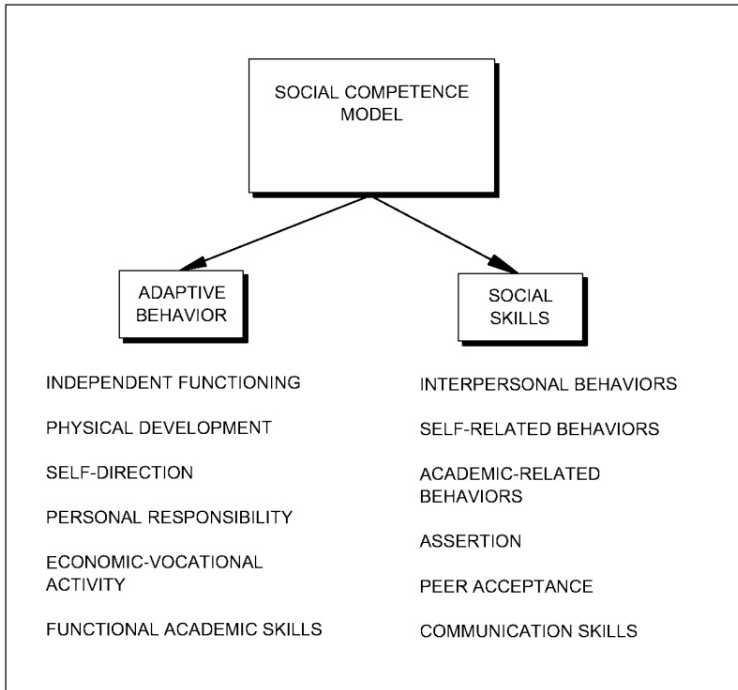 SOCIAL COMPETENCE
MODEL
ADAPTIVE
BEHAVIOR
SOCIAL
SKILLS
INDEPENDENT FUNCTIONING
PHYSICAL DEVELOPMENT
SELF-DIRECTION
PERSONAL RESPONSIBILITY
ECONOMIC-VOCATIONAL
ACTIVITY
FUNCTIONAL ACADEMIC SKILLS
INTERPERSONAL BEHAVIORS
SELF-RELATED BEHAVIORS
ACADEMIC-RELATED
BEHAVIORS
ASSERTION
PEER ACCEPTANCE
COMMUNICATION SKILLS